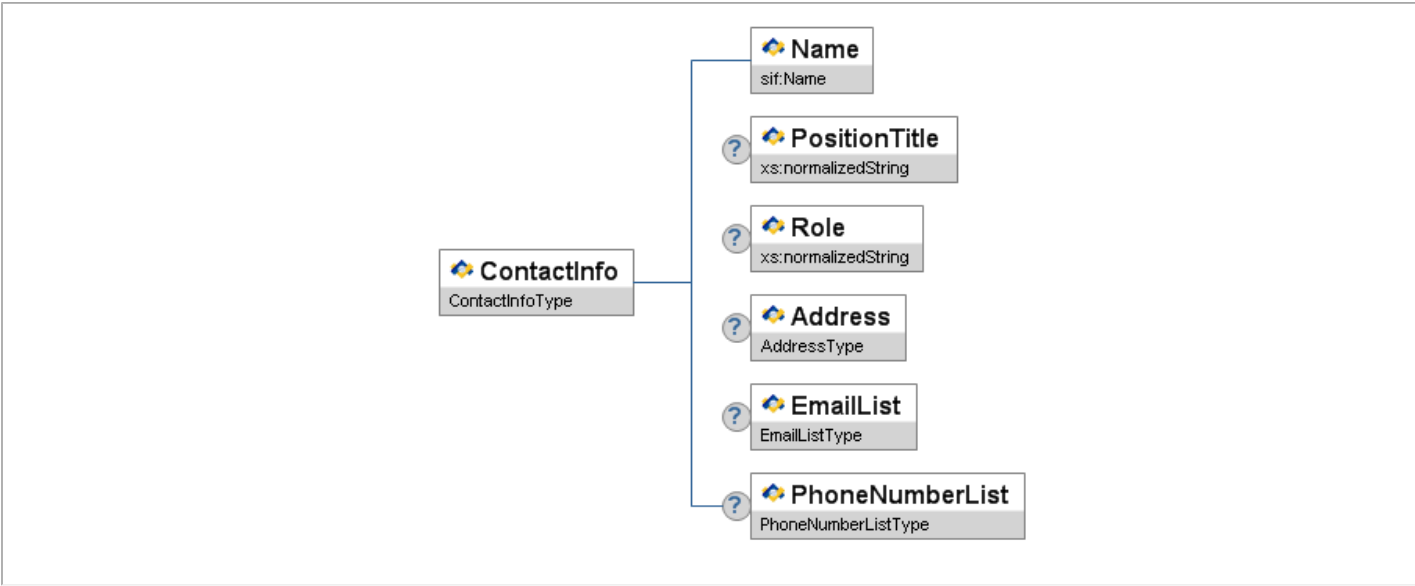 Name
sif:Name
?
PositionTitle
xs:normalizedString
?
Role
xs:normalizedString
ContactInfo
ContactInfoType
?
Address
AddressType
?
EmailList
EmailListType
?
PhoneNumberList
PhoneNumberListType